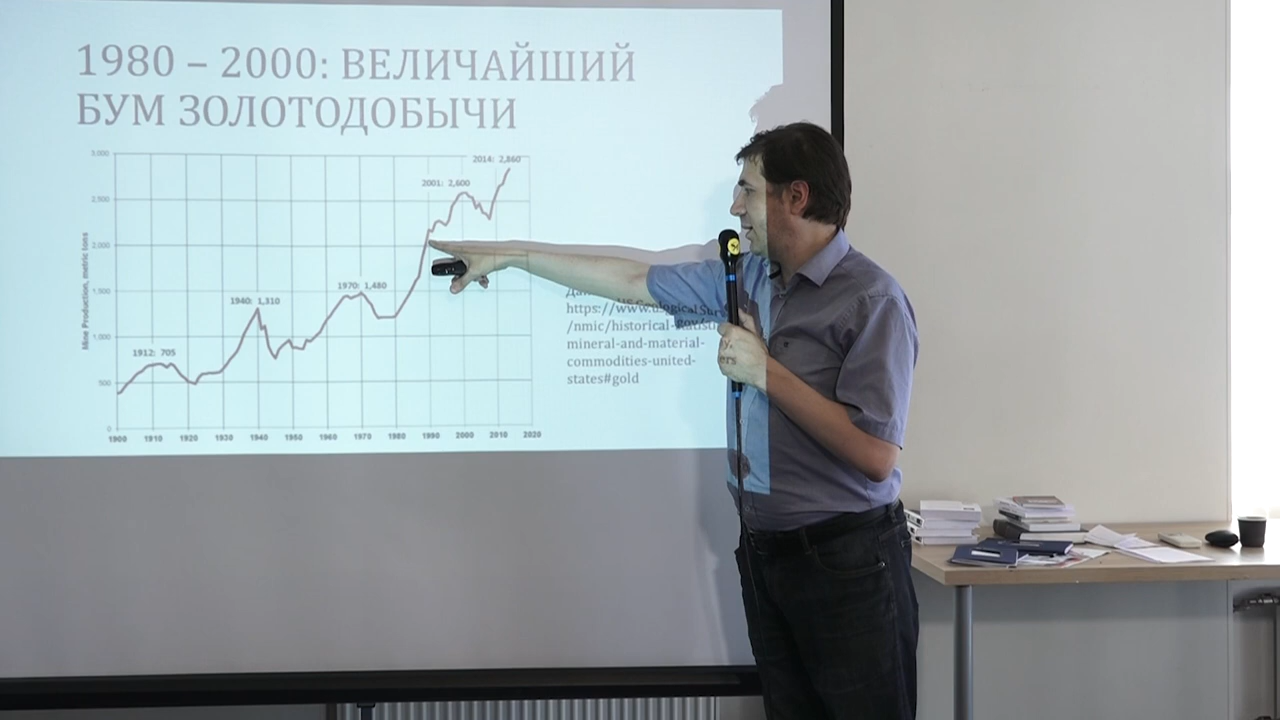 1980 – 2000: ВЕЛИЧАЙШИЙ
БУМ ЗОЛОТОДОБЫЧИ
Mine Production, metric tons
3,000
2,500
2,000
1,500
1,000
500
0
1912: 705
1940: 1,310
1970: 1,480
2001: 2,600
2014: 2,860
1900 1910 1920 1930 1940 1950 1960 1970 1980 1990 2000 2010 2020
https://www.
/nmic/historical-
mineral-and-material-
commodities-united-
states#gold